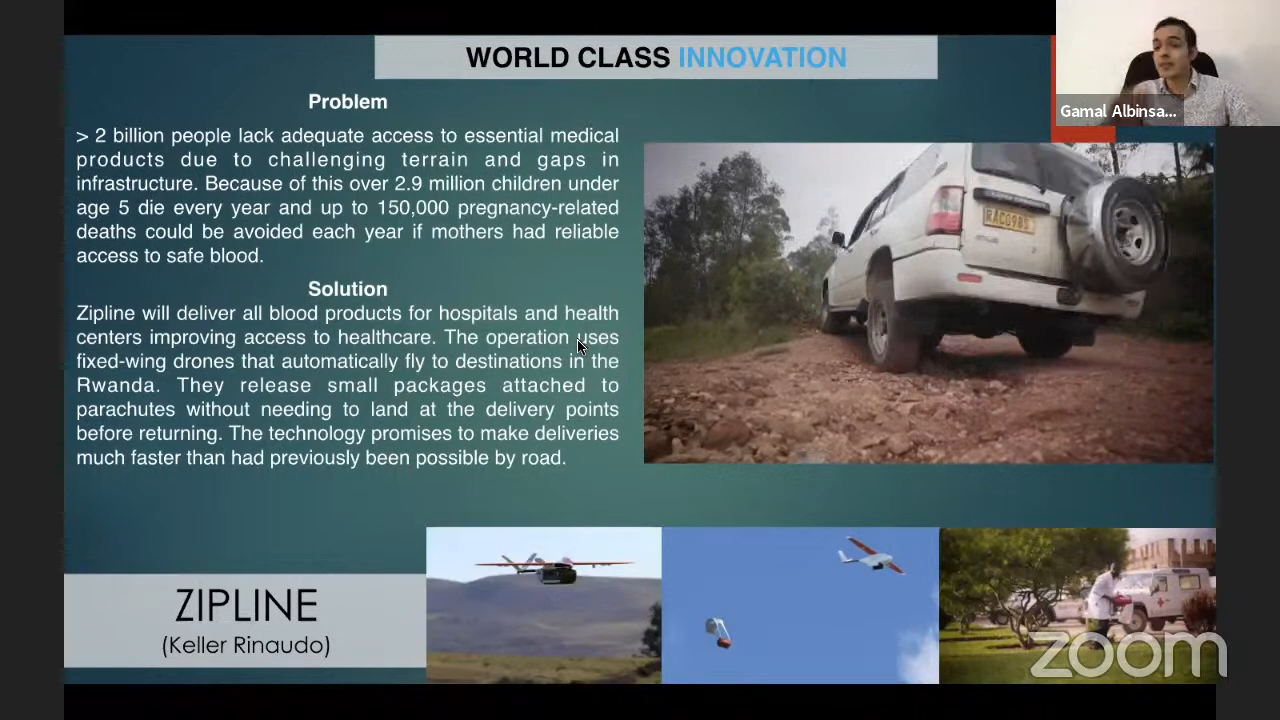 WORLD CLASS INNOVATION
Gamal Albinsa...
Problem
> 2 billion people lack adequate access to essential medical
products due to challenging terrain and gaps in
infrastructure. Because of this over 2.9 million children under
age 5 die every year and up to 150,000 pregnancy-related
deaths could be avoided each year if mothers had reliable
access to safe blood.
Solution
Zipline will deliver all blood products for hospitals and health
centers improving access to healthcare. The operation uses
fixed-wing drones that automatically fly to destinations in the
Rwanda. They release small packages attached to
parachutes without needing to land at the delivery points
before returning. The technology promises to make deliveries
much faster than had previously been possible by road.
ZIPLINE
(Keller Rinaudo)
zoom